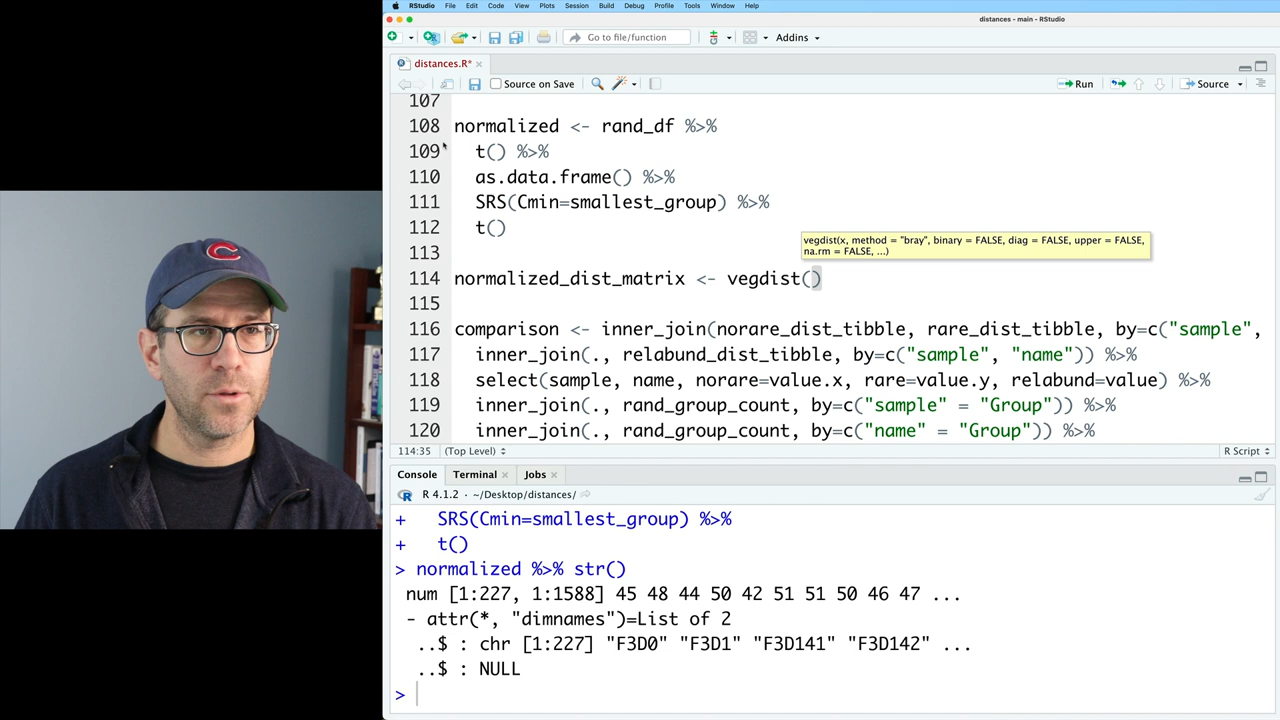 RStudio File Edit Code View Plots Session Build Debug Profile Tools Window Help
distances - main - RStudio
Go to file/function Addins
distances.R*
Source on Save Run Source
107
108 normalized <- rand_df %>%
109 t() %>%
110 as.data.frame() %>%
111 SRS(Cmin=smallest_group) %>%
112 t()
vegdist(x, method = "bray", binary = FALSE, diag = FALSE, upper = FALSE,
na.rm = FALSE, ...)
113
114 normalized_dist_matrix <- vegdist()
115
116 comparison <- inner_join(norare_dist_tibble, rare_dist_tibble, by=c("sample",
117 inner_join(., relabund_dist_tibble, by=c("sample", "name")) %>%
118 select(sample, name, norare=value.x, rare=value.y, relabund=value) %>%
119 inner_join(., rand_group_count, by=c("sample" = "Group")) %>%
120 inner_join(., rand_group_count, by=c("name" = "Group")) %>%
114:35 (Top Level) R Script
Console Terminal Jobs
R 4.1.2 · ~/Desktop/distances/
+ SRS(Cmin=smallest_group) %>%
+ t()
> normalized %>% str()
num [1:227, 1:1588] 45 48 44 50 42 51 51 50 46 47 ...
- attr(*, "dimnames")=List of 2
..$ : chr [1:227] "F3D0" "F3D1" "F3D141" "F3D142" ...
..$ : NULL
>